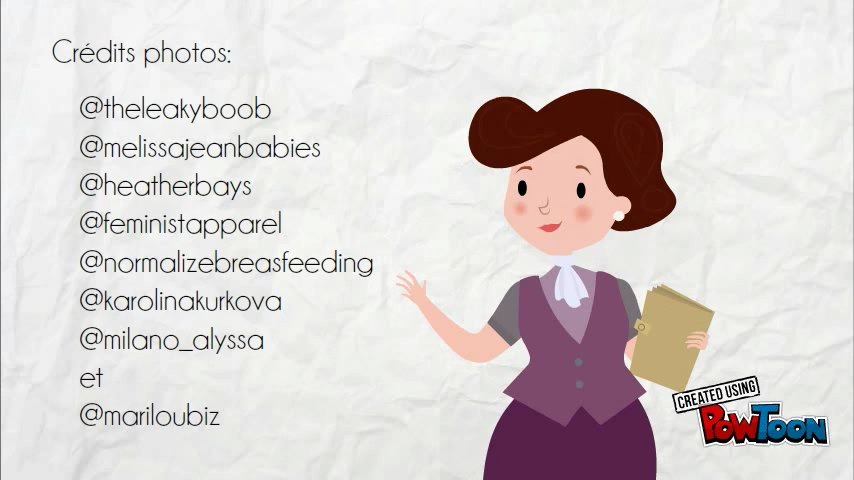 Crédits photos:
@theleakyboob
@melissajeanbabies
@heatherbays
@feministapparel
@normalizebreasfeeding
@karolinakurkova
@milano_alyssa
et
@mariloubiz
CREATED USING
POWTOON